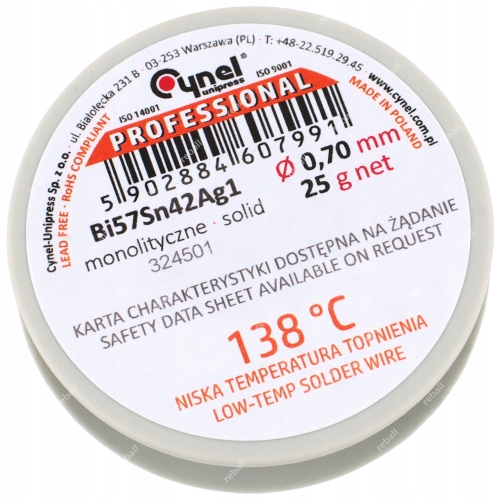 Cynel-Unipress Sp. z o.o. · ul. Białołęcka 231 B · 03-253 Warszawa (PL) · T: +48-22.519.29.45 · www.cynel.com.pl
LEAD FREE · RoHS COMPLIANT
ISO 14001
Cynel®
unipress
ISO 9001
MADE IN POLAND
PROFESSIONAL
5902884607991
Ø 0,70 mm
Bi57Sn42Ag1
25 g net
monolityczne · solid
324501
KARTA CHARAKTERYSTYKI DOSTĘPNA NA ŻĄDANIE
SAFETY DATA SHEET AVAILABLE ON REQUEST
138 °C
NISKA TEMPERATURA TOPNIENIA
LOW-TEMP SOLDER WIRE
reball